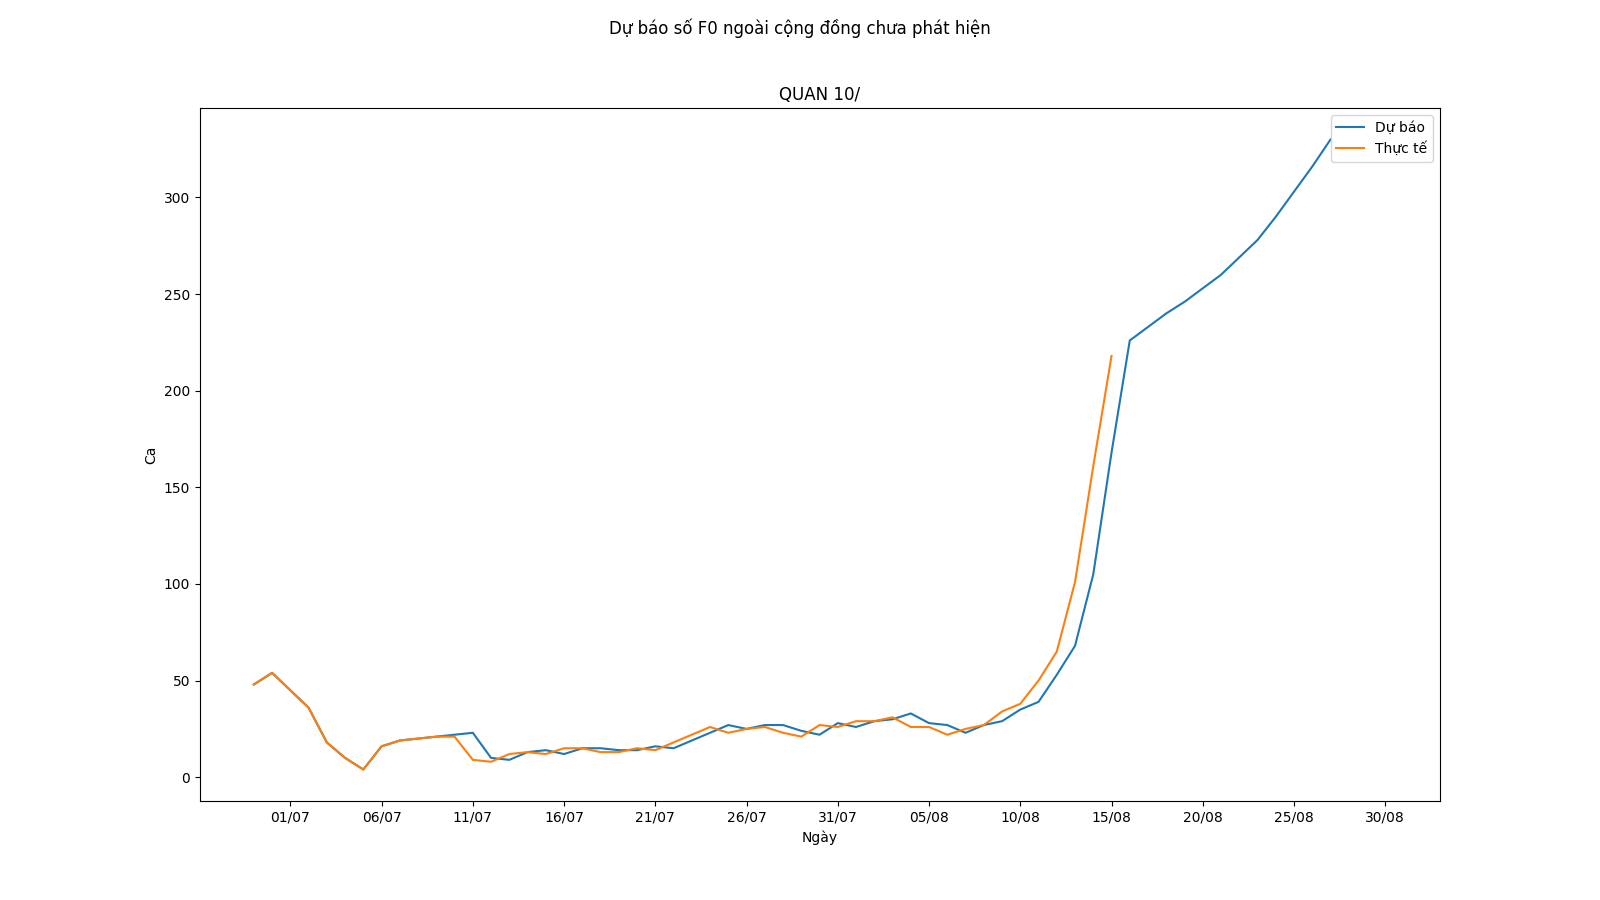 Dự báo số F0 ngoài cộng đồng chưa phát hiện
QUAN 10/
Dự báo
Thực tế
300
250
200
150
100
50
0
Ca
01/07 06/07 11/07 16/07 21/07 26/07 31/07 05/08 10/08 15/08 20/08 25/08 30/08
Ngày